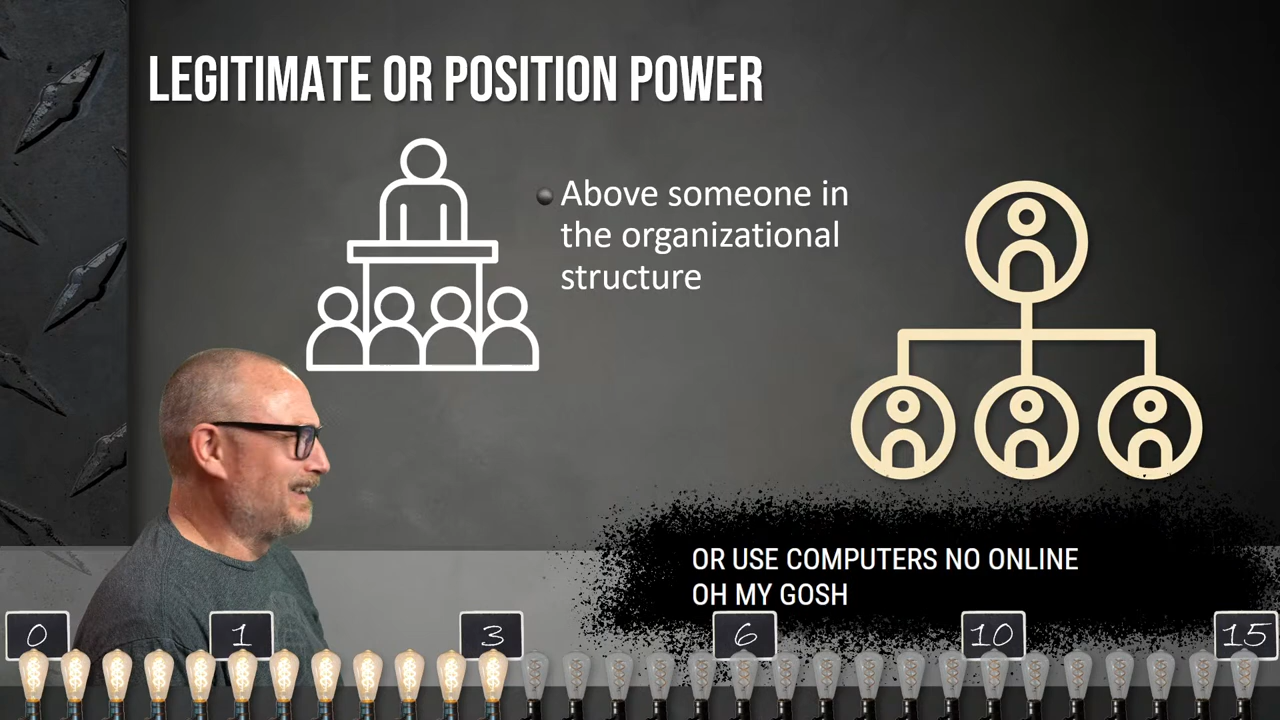 LEGITIMATE OR POSITION POWER
Above someone in
the organizational
structure
OR USE COMPUTERS NO ONLINE
OH MY GOSH
0 1 3 6 10 15